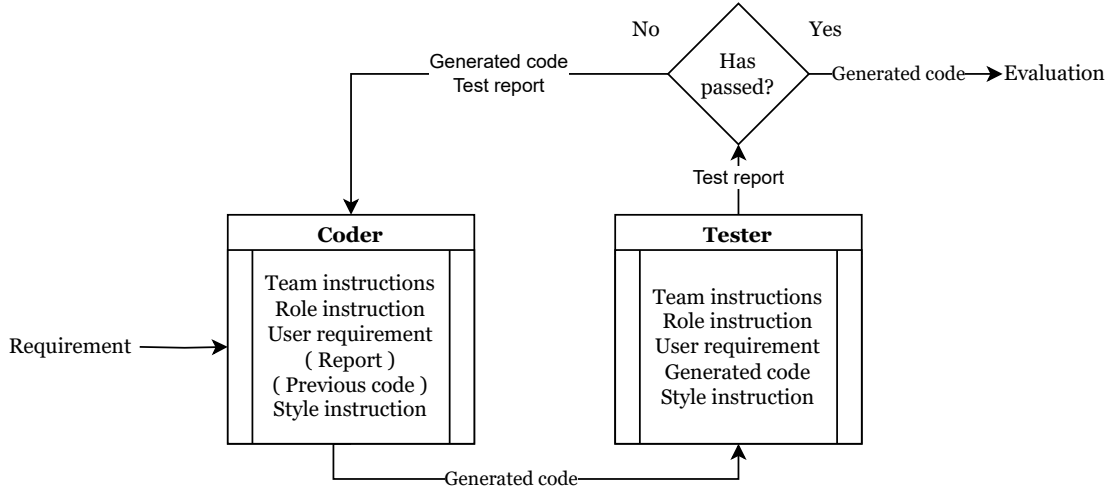 No
Yes
Generated code
Test report
Has
passed?
Generated code
Evaluation
Test report
Coder
Team instructions
Role instruction
User requirement
( Report )
( Previous code )
Style instruction
Tester
Team instructions
Role instruction
User requirement
Generated code
Style instruction
Requirement
Generated code